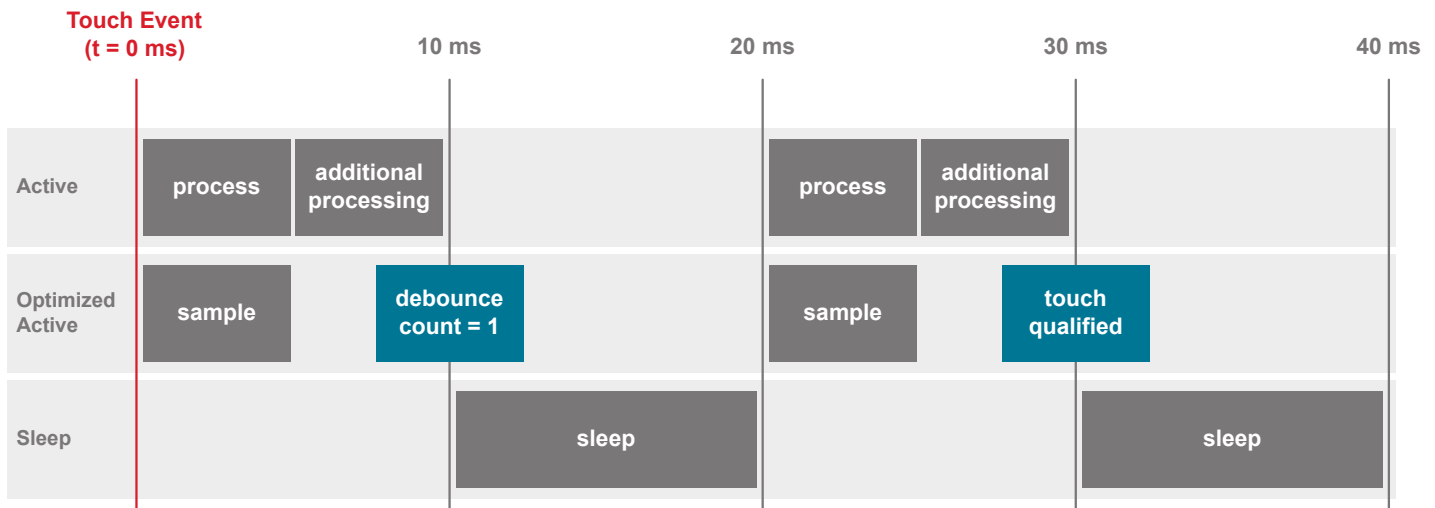 Touch Event
(t = 0 ms)
10 ms
20 ms
30 ms
40 ms
Active
process
additional
processing
process
additional
processing
Optimized
Active
sample
debounce
count = 1
sample
touch
qualified
Sleep
sleep
sleep